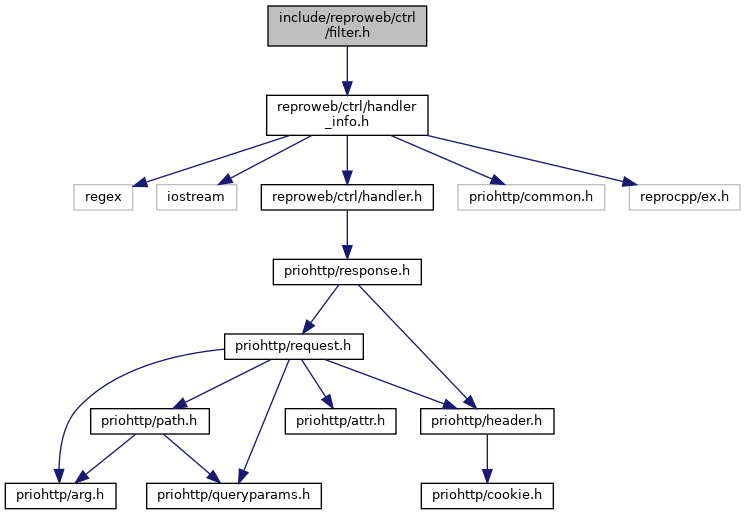 include/reproweb/ctrl
/filter.h
reproweb/ctrl/handler
_info.h
regex
iostream
reproweb/ctrl/handler.h
priohttp/common.h
reprocpp/ex.h
priohttp/response.h
priohttp/request.h
priohttp/path.h
priohttp/attr.h
priohttp/header.h
priohttp/arg.h
priohttp/queryparams.h
priohttp/cookie.h